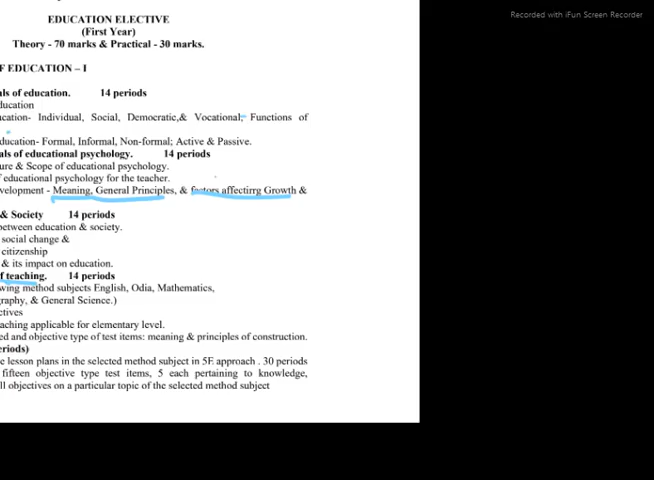 Recorded with iFun Screen Recorder
EDUCATION ELECTIVE
(First Year)
Theory - 70 marks & Practical - 30 marks.
F EDUCATION – I
als of education. 14 periods
ducation
ucation- Individual, Social, Democratic,& Vocational; Functions of
ducation- Formal, Informal, Non-formal; Active & Passive.
als of educational psychology. 14 periods
ure & Scope of educational psychology.
f educational psychology for the teacher.
velopment - Meaning, General Principles, & factors affectirrg Growth &
& Society 14 periods
between education & society.
social change &
citizenship
& its impact on education.
f teaching. 14 periods
wing method subjects English, Odia, Mathematics,
graphy, & General Science.)
ctives
aching applicable for elementary level.
ed and objective type of test items: meaning & principles of construction.
eriods)
e lesson plans in the selected method subject in 5E approach . 30 periods
fifteen objective type test items, 5 each pertaining to knowledge,
ll objectives on a particular topic of the selected method subject